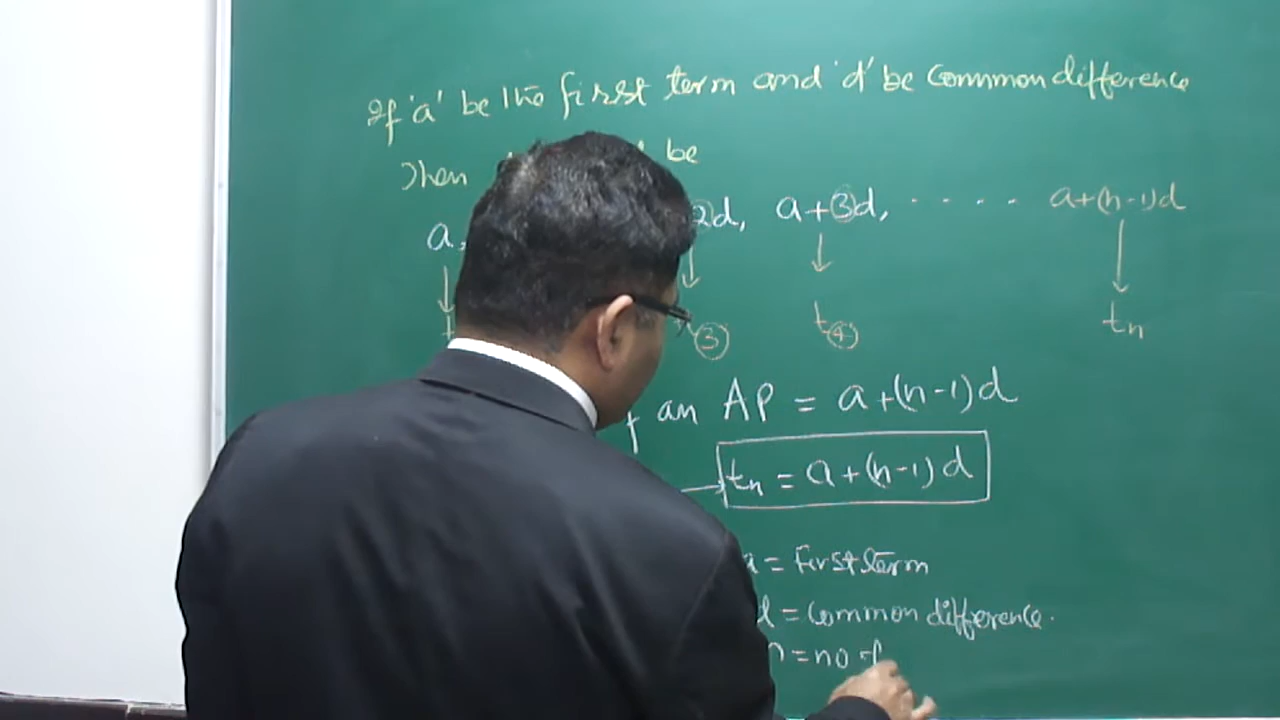 If 'a' be the first term and 'd' be Common difference
Then be
a, 2d, a+3d, . . . . . a+(n-1)d
t 3 t4 tn
f an AP = a+(n-1)d
tn = a+(n-1)d
a = First term
d = Common difference.
n = no of